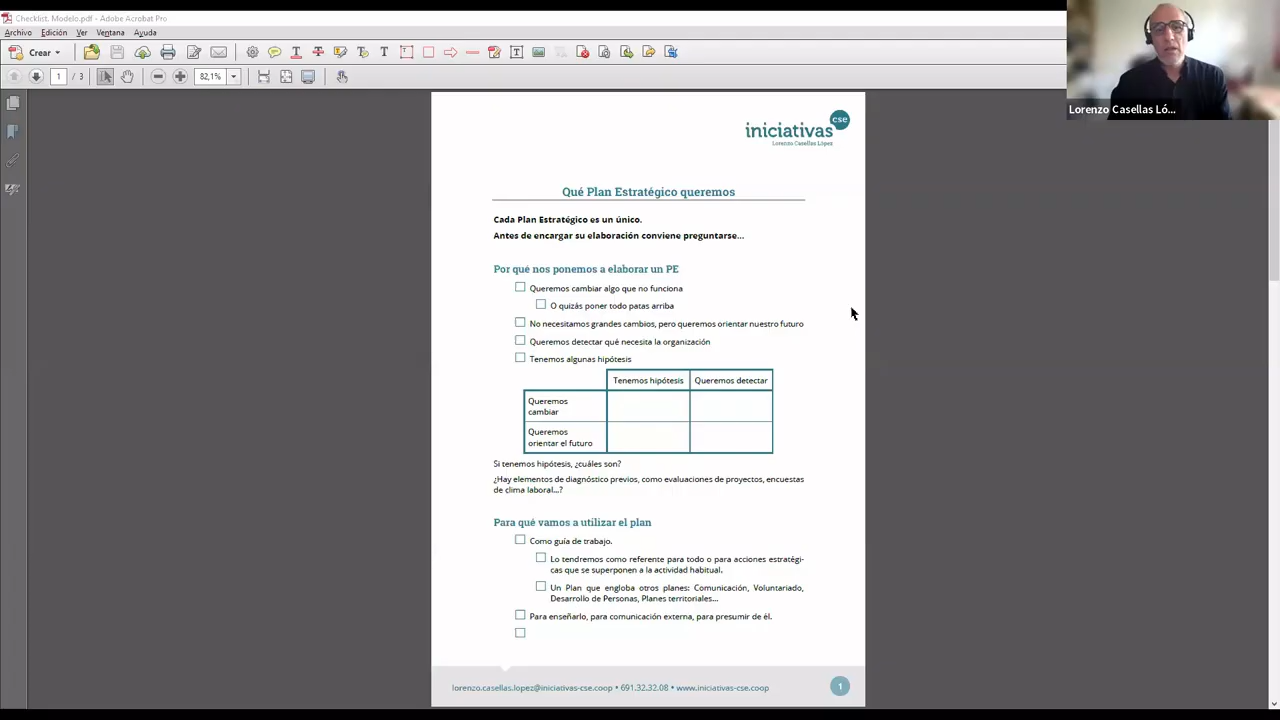 Checklist. Modelo.pdf - Adobe Acrobat Pro
Archivo Edición Ver Ventana Ayuda
Crear
1 / 3 82,1%
Lorenzo Casellas Ló...
iniciativas cse
Lorenzo Casellas López
Qué Plan Estratégico queremos
Cada Plan Estratégico es un único.
Antes de encargar su elaboración conviene preguntarse...
Por qué nos ponemos a elaborar un PE
Queremos cambiar algo que no funciona
O quizás poner todo patas arriba
No necesitamos grandes cambios, pero queremos orientar nuestro futuro
Queremos detectar qué necesita la organización
Tenemos algunas hipótesis
Tenemos hipótesis Queremos detectar
Queremos
cambiar
Queremos
orientar el futuro
Si tenemos hipótesis, ¿cuáles son?
¿Hay elementos de diagnóstico previos, como evaluaciones de proyectos, encuestas
de clima laboral...?
Para qué vamos a utilizar el plan
Como guía de trabajo.
Lo tendremos como referente para todo o para acciones estratégi-
cas que se superponen a la actividad habitual.
Un Plan que engloba otros planes: Comunicación, Voluntariado,
Desarrollo de Personas, Planes territoriales...
Para enseñarlo, para comunicación externa, para presumir de él.
lorenzo.casellas.lopez@iniciativas-cse.coop • 691.32.32.08 • www.iniciativas-cse.coop
1